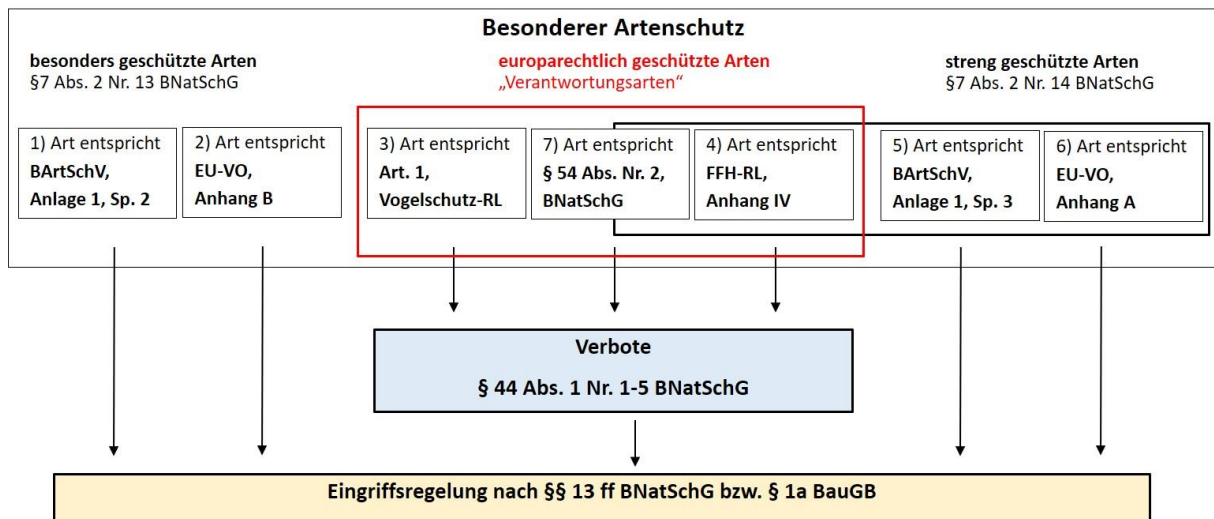 Besonderer Artenschutz
besonders geschützte Arten
§7 Abs. 2 Nr. 13 BNatSchG
europarechtlich geschützte Arten
„Verantwortungsarten“
streng geschützte Arten
§7 Abs. 2 Nr. 14 BNatSchG
1) Art entspricht
BArtSchV,
Anlage 1, Sp. 2
2) Art entspricht
EU-VO,
Anhang B
3) Art entspricht
Art. 1,
Vogelschutz-RL
7) Art entspricht
§ 54 Abs. Nr. 2,
BNatSchG
4) Art entspricht
FFH-RL,
Anhang IV
5) Art entspricht
BArtSchV,
Anlage 1, Sp. 3
6) Art entspricht
EU-VO,
Anhang A
Verbote
§ 44 Abs. 1 Nr. 1-5 BNatSchG
Eingriffsregelung nach §§ 13 ff BNatSchG bzw. § 1a BauGB